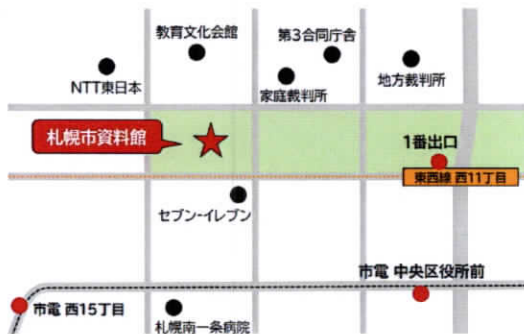 教育文化会館
第3合同庁舎
NTT東日本
家庭裁判所
地方裁判所
札幌市資料館
1番出口
東西線 西11丁目
セブン-イレブン
市電 中央区役所前
市電 西15丁目
札幌南一条病院